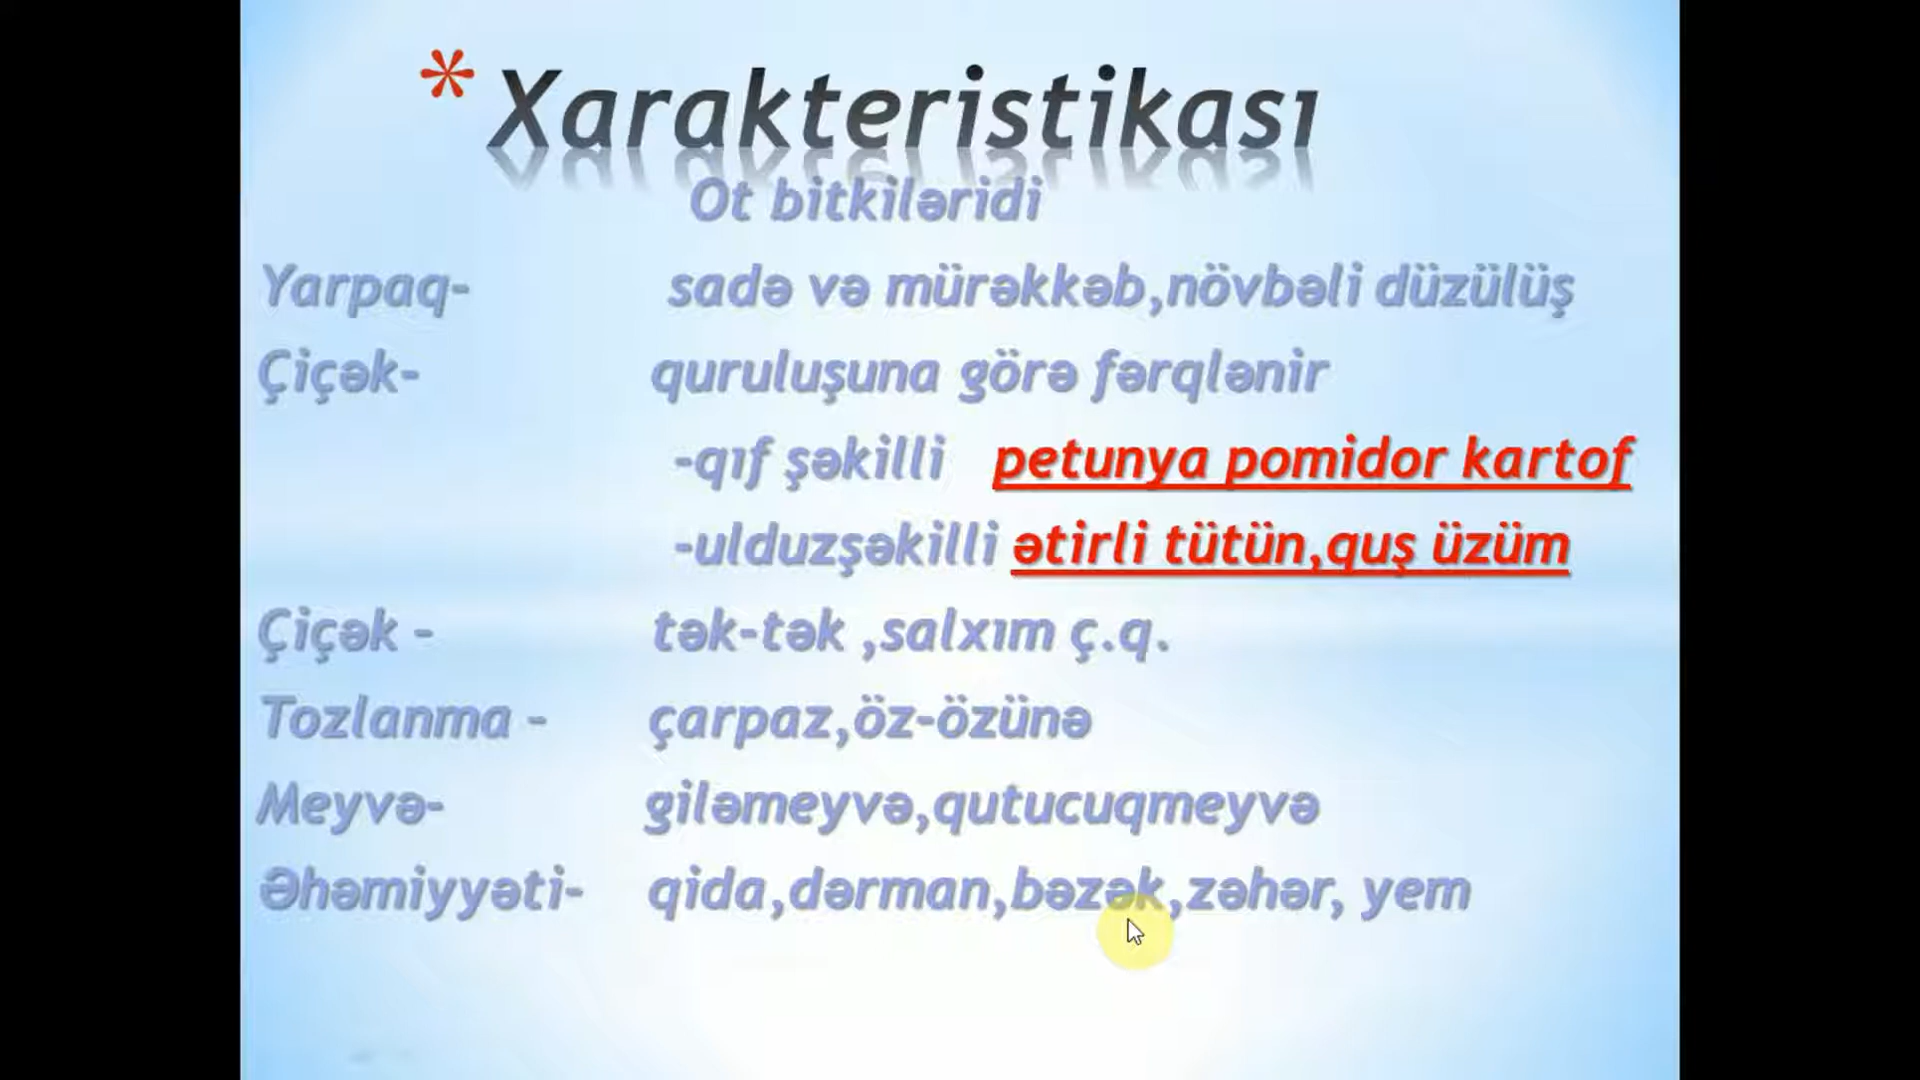 * Xarakteristikası
Ot bitkiləridi
Yarpaq- sadə və mürəkkəb,növbəli düzülüş
Çiçək- quruluşuna görə fərqlənir
-qıf şəkilli petunya pomidor kartof
-ulduzşəkilli ətirli tütün,quş üzüm
Çiçək - tək-tək ,salxım ç.q.
Tozlanma - çarpaz,öz-özünə
Meyvə- giləmeyvə,qutucuqmeyvə
Əhəmiyyəti- qida,dərman,bəzək,zəhər, yem